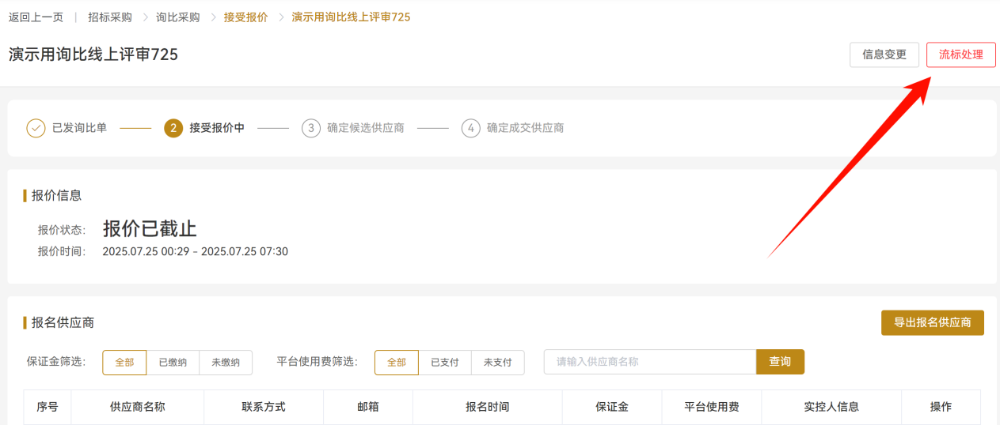 返回上一页 | 招标采购 > 询比采购 > 接受报价 > 演示用询比线上评审725
演示用询比线上评审725 信息变更 流标处理
已发询比单 2 接受报价中 3 确定候选供应商 4 确定成交供应商
报价信息
报价状态: 报价已截止
报价时间: 2025.07.25 00:29 - 2025.07.25 07:30
报名供应商 导出报名供应商
保证金筛选: 全部 已缴纳 未缴纳 平台使用费筛选: 全部 已支付 未支付 请输入供应商名称 查询
序号 供应商名称 联系方式 邮箱 报名时间 保证金 平台使用费 实控人信息 操作